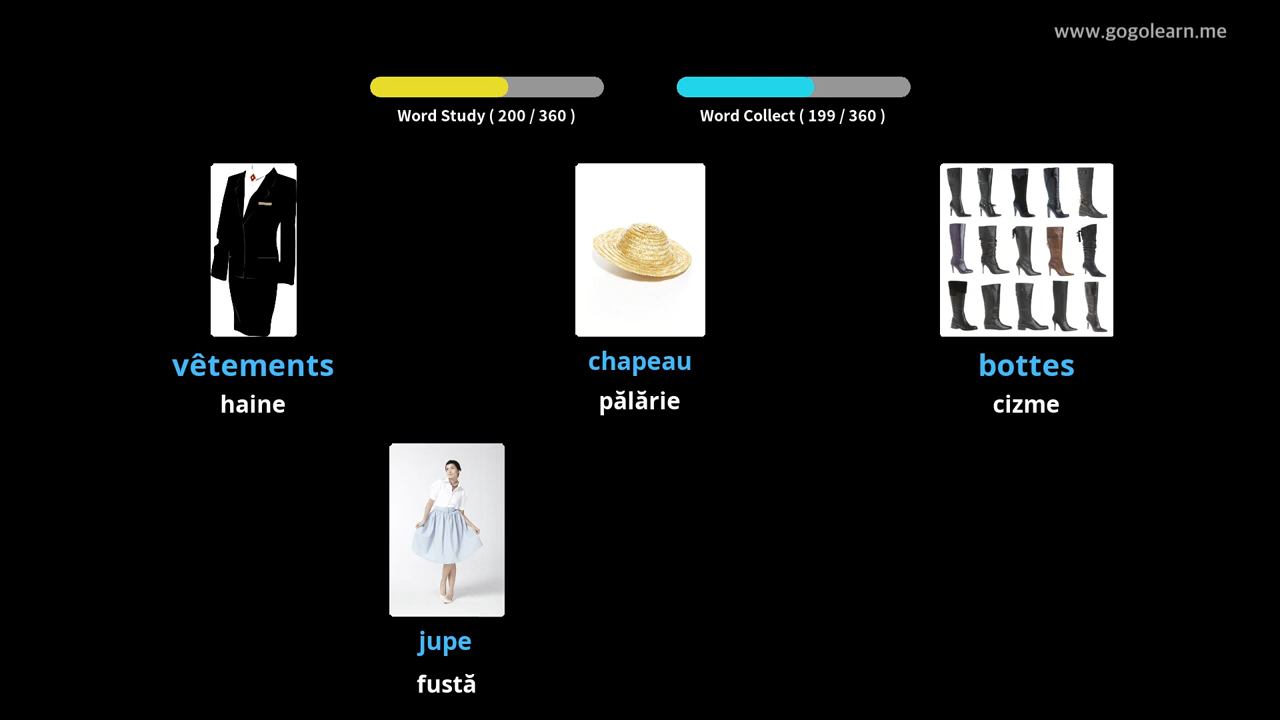 www.gogolearn.me
Word Study ( 200 / 360 )
Word Collect ( 199 / 360 )
vêtements
haine
chapeau
pălărie
bottes
cizme
jupe
fustă